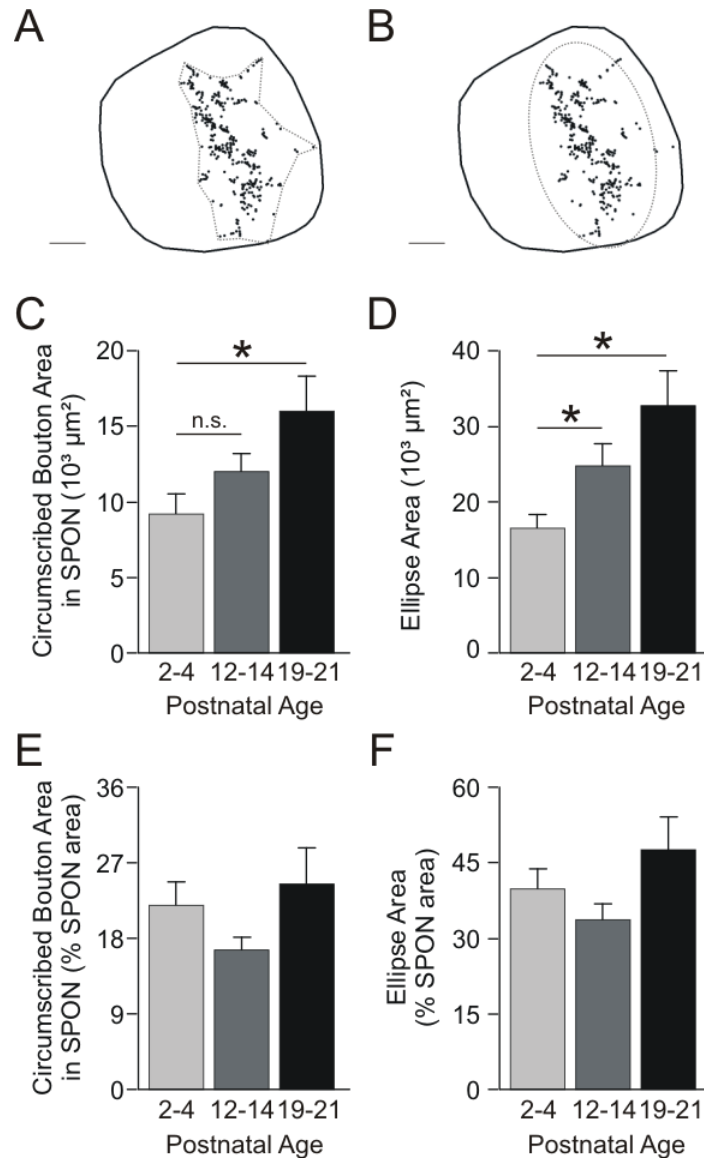 A
B
C
Circumscribed Bouton Area
in SPON (10³ µm²)
20
15
10
5
0
*
n.s.
2-4 12-14 19-21
Postnatal Age
D
Ellipse Area (10³ µm²)
40
30
20
10
0
*
*
2-4 12-14 19-21
Postnatal Age
E
Circumscribed Bouton Area
in SPON (% SPON area)
36
27
18
9
0
2-4 12-14 19-21
Postnatal Age
F
Ellipse Area
(% SPON area)
60
45
30
15
0
2-4 12-14 19-21
Postnatal Age